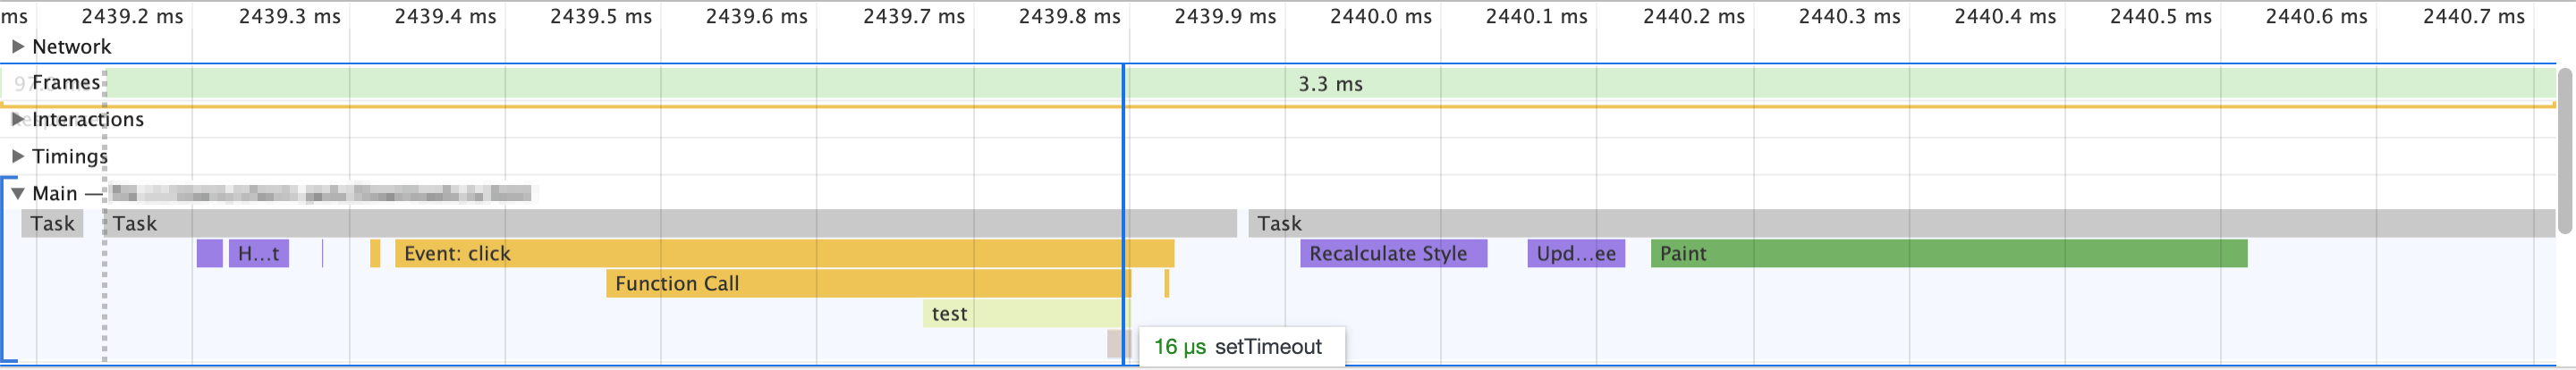 ms 2439.2 ms 2439.3 ms 2439.4 ms 2439.5 ms 2439.6 ms 2439.7 ms 2439.8 ms 2439.9 ms 2440.0 ms 2440.1 ms 2440.2 ms 2440.3 ms 2440.4 ms 2440.5 ms 2440.6 ms 2440.7 ms
Network
Frames 3.3 ms
Interactions
Timings
Main —
Task Task Task
H...t Event: click Recalculate Style Upd...ee Paint
Function Call
test
16 µs setTimeout